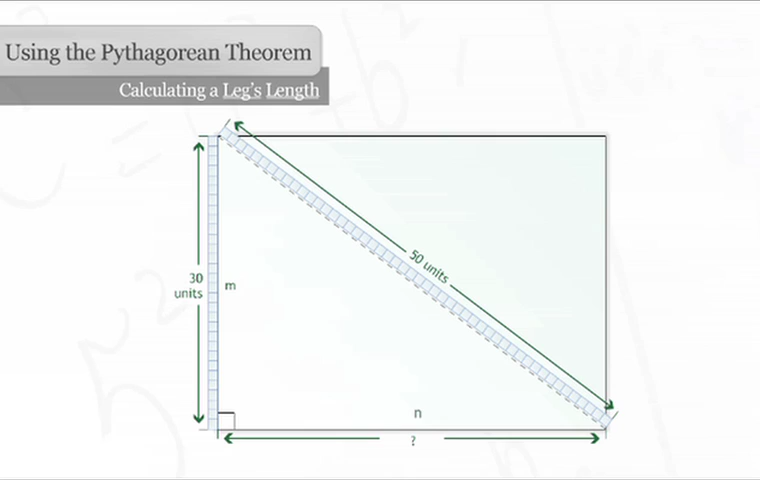 Using the Pythagorean Theorem
Calculating a Leg's Length
50 units
30
units
m
n
?